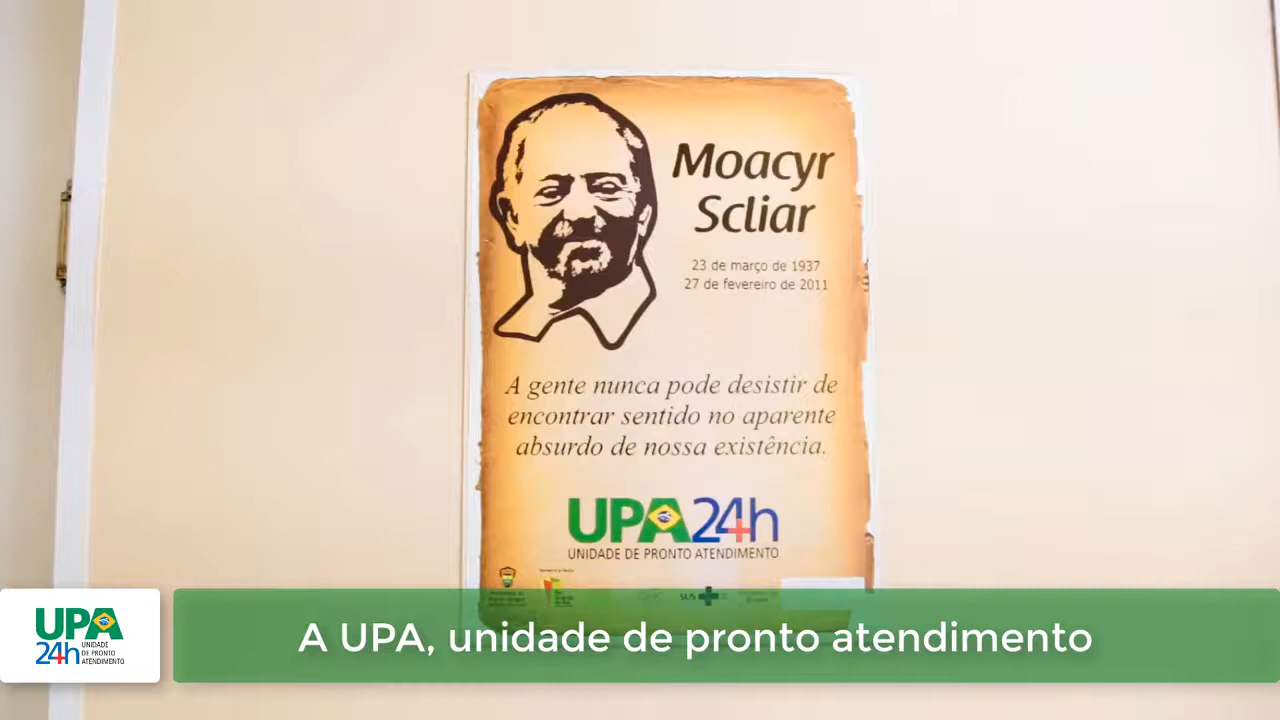 Moacyr
Scliar
23 de março de 1937
27 de fevereiro de 2011
A gente nunca pode desistir de
encontrar sentido no aparente
absurdo de nossa existência.
UPA24h
UNIDADE DE PRONTO ATENDIMENTO
SUS
UPA
24h
UNIDADE
DE PRONTO
ATENDIMENTO
A UPA, unidade de pronto atendimento